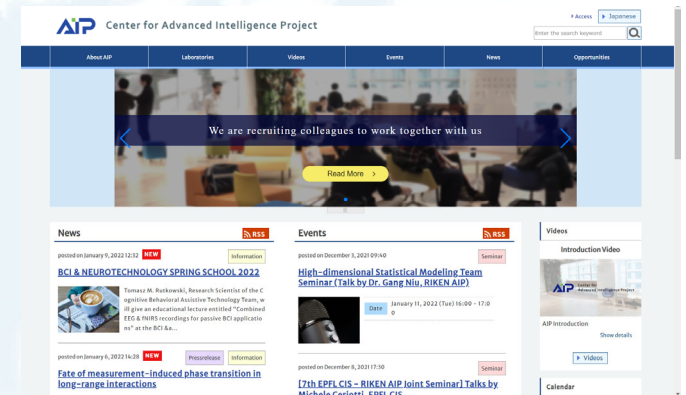 AIP Center for Advanced Intelligence Project
Access
Japanese
Enter the search keyword
About AIP
Laboratories
Videos
Events
News
Opportunities
We are recruiting colleagues to work together with us
Read More >
News
RSS
posted on January 9, 2022 12:32 NEW Information
BCI & NEUROTECHNOLOGY SPRING SCHOOL 2022
Tomasz M. Rutkowski, Research Scientist of the C
ognitive Behavioral Assistive Technology Team, w
ill give an educational lecture entitled "Combined
EEG & fNIRS recordings for passive BCI applicatio
ns" at the BCI &a...
posted on January 6, 2022 14:28 NEW Pressrelease Information
Fate of measurement-induced phase transition in
long-range interactions
Events
RSS
posted on December 3, 2021 09:40 Seminar
High-dimensional Statistical Modeling Team
Seminar (Talk by Dr. Gang Niu, RIKEN AIP)
Date
January 11, 2022 (Tue) 16:00 - 17:0
0
posted on December 8, 2021 17:30 Seminar
[7th EPFL CIS – RIKEN AIP Joint Seminar] Talks by
Michele Ceriotti, EPFL CIS
Videos
Introduction Video
AIP Center for
Advanced Intelligence Project
AIP Introduction
Show details
Videos
Calendar